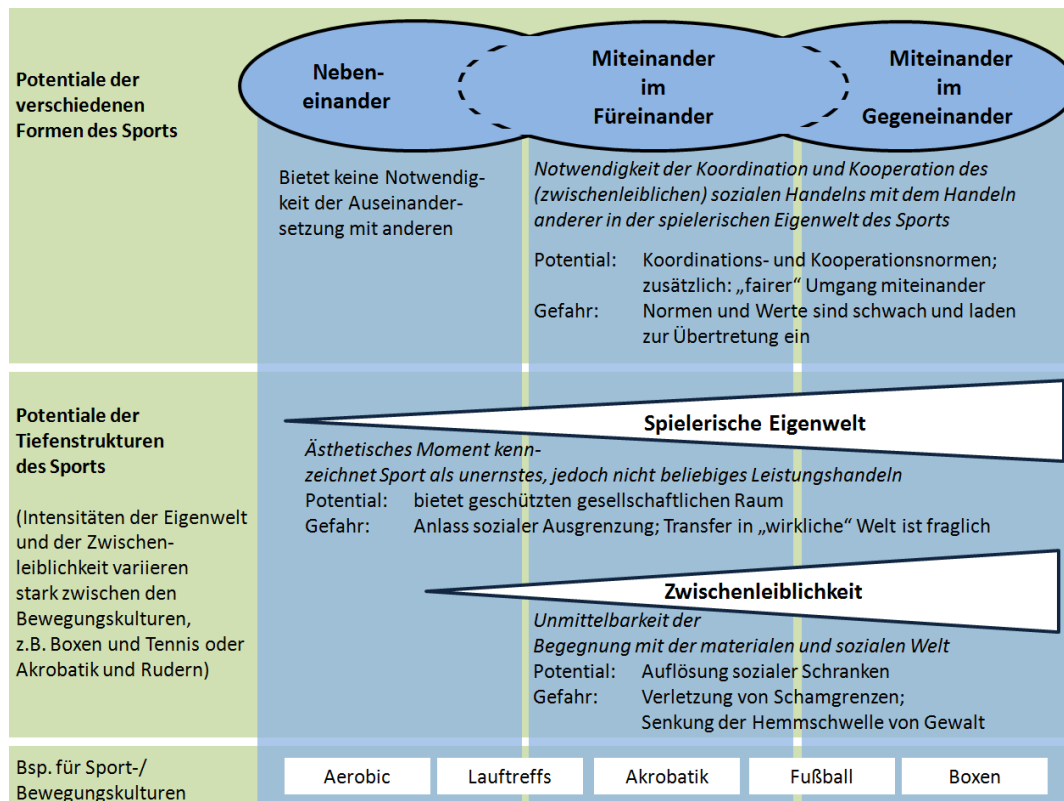 Potentiale der
verschiedenen
Formen des Sports
Neben-
einander
Miteinander
im
Füreinander
Miteinander
im
Gegeneinander
Bietet keine Notwendig-
keit der Auseinander-
setzung mit anderen
Notwendigkeit der Koordination und Kooperation des
(zwischenleiblichen) sozialen Handelns mit dem Handeln
anderer in der spielerischen Eigenwelt des Sports
Potential: Koordinations- und Kooperationsnormen;
zusätzlich: „fairer“ Umgang miteinander
Gefahr: Normen und Werte sind schwach und laden
zur Übertretung ein
Potentiale der
Tiefenstrukturen
des Sports
(Intensitäten der Eigenwelt
und der Zwischen-
leiblichkeit variieren
stark zwischen den
Bewegungskulturen,
z.B. Boxen und Tennis oder
Akrobatik und Rudern)
Spielerische Eigenwelt
Ästhetisches Moment kenn-
zeichnet Sport als unernstes, jedoch nicht beliebiges Leistungshandeln
Potential: bietet geschützten gesellschaftlichen Raum
Gefahr: Anlass sozialer Ausgrenzung; Transfer in „wirkliche“ Welt ist fraglich
Zwischenleiblichkeit
Unmittelbarkeit der
Begegnung mit der materialen und sozialen Welt
Potential: Auflösung sozialer Schranken
Gefahr: Verletzung von Schamgrenzen;
Senkung der Hemmschwelle von Gewalt
Bsp. für Sport-/
Bewegungskulturen
Aerobic
Lauftreffs
Akrobatik
Fußball
Boxen